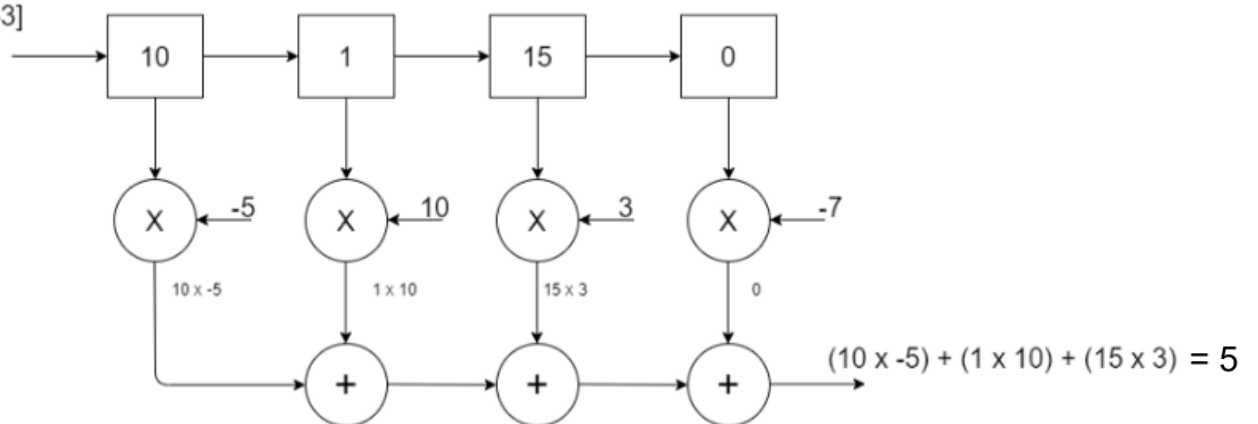 3]
10 1 15 0
X -5 X 10 X 3 X -7
10 x -5 1 x 10 15 x 3 0
(10 x -5) + (1 x 10) + (15 x 3) = 5
+ + +